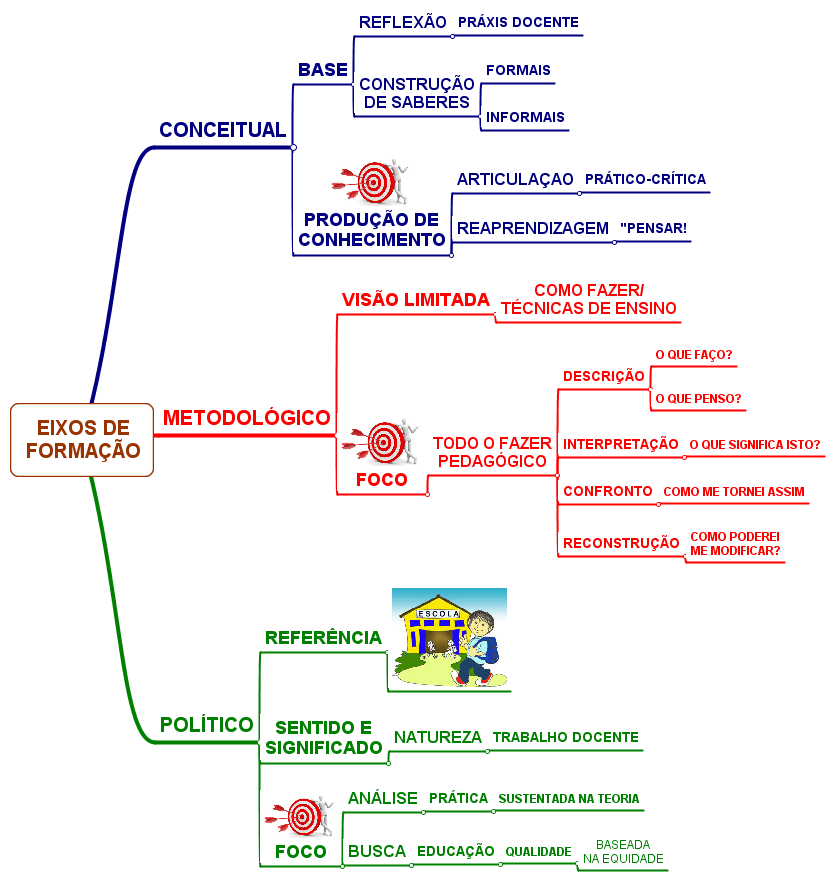 EIXOS DE
FORMAÇÃO
CONCEITUAL
BASE
REFLEXÃO
PRÁXIS DOCENTE
CONSTRUÇÃO
DE SABERES
FORMAIS
INFORMAIS
PRODUÇÃO DE
CONHECIMENTO
ARTICULAÇAO
PRÁTICO-CRÍTICA
REAPRENDIZAGEM
"PENSAR!
METODOLÓGICO
VISÃO LIMITADA
COMO FAZER/
TÉCNICAS DE ENSINO
FOCO
TODO O FAZER
PEDAGÓGICO
DESCRIÇÃO
O QUE FAÇO?
O QUE PENSO?
INTERPRETAÇÃO
O QUE SIGNIFICA ISTO?
CONFRONTO
COMO ME TORNEI ASSIM
RECONSTRUÇÃO
COMO PODEREI
ME MODIFICAR?
POLÍTICO
REFERÊNCIA
ESCOLA
SENTIDO E
SIGNIFICADO
NATUREZA
TRABALHO DOCENTE
FOCO
ANÁLISE
PRÁTICA
SUSTENTADA NA TEORIA
BUSCA
EDUCAÇÃO
QUALIDADE
BASEADA
NA EQUIDADE